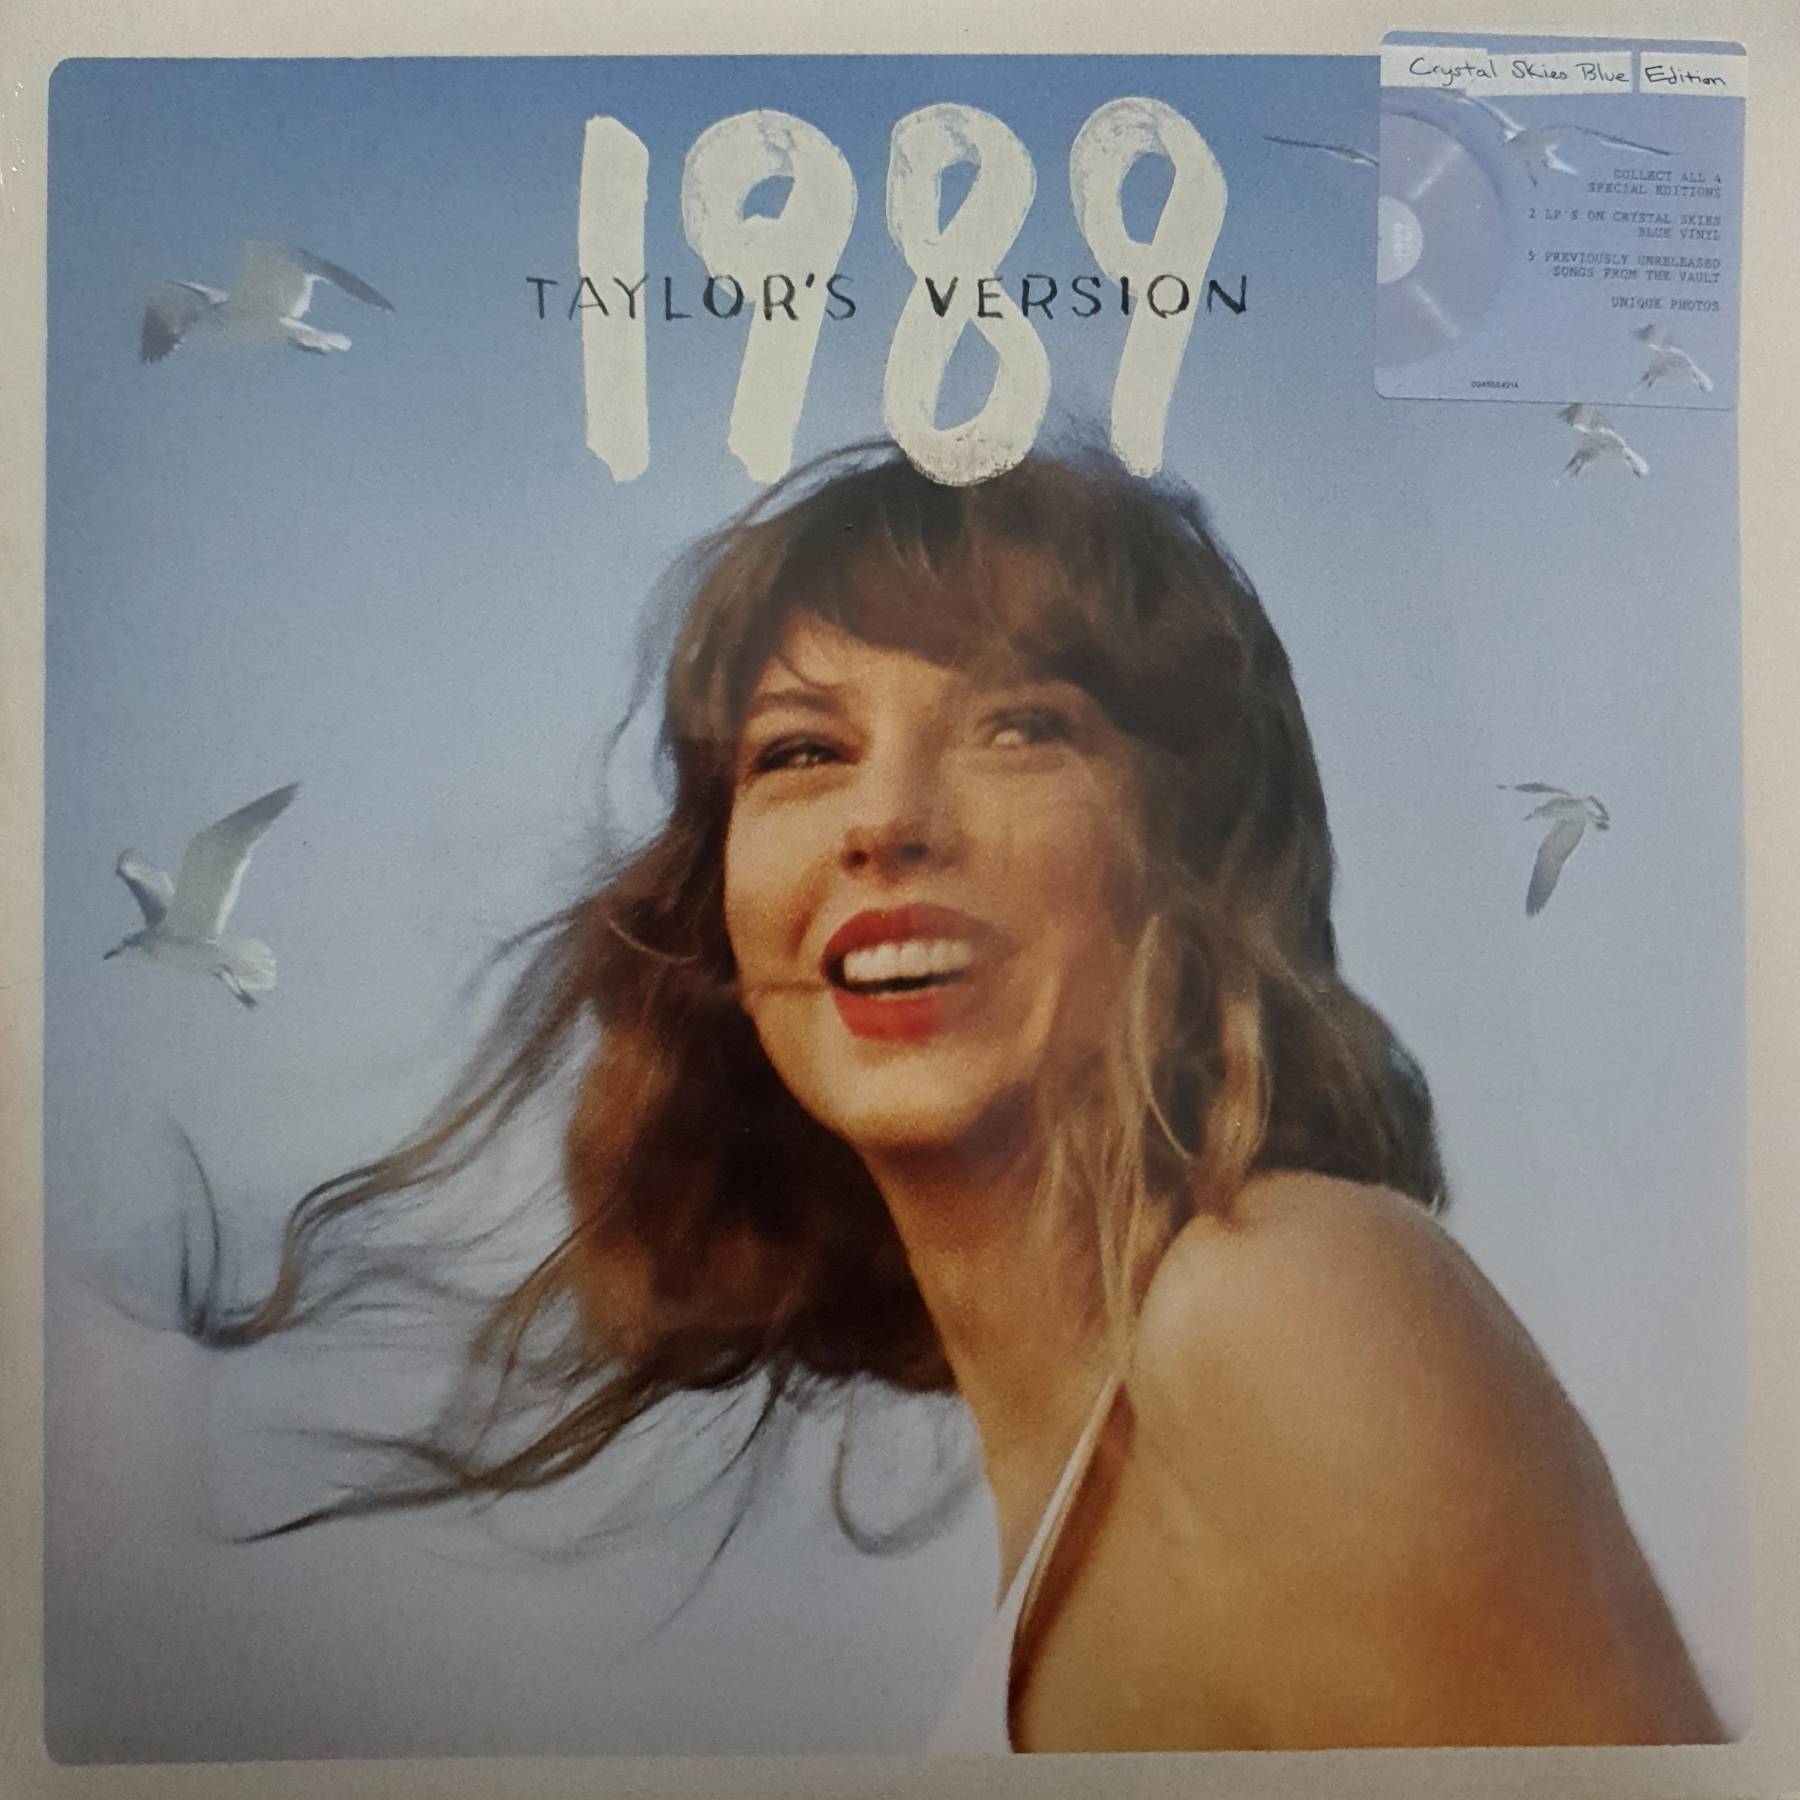 1989
TAYLOR'S VERSION
Crystal Skies Blue Edition
COLLECT ALL 4
SPECIAL EDITIONS
2 LP'S ON CRYSTAL SKIES
BLUE VINYL
5 PREVIOUSLY UNRELEASED
SONGS FROM THE VAULT
UNIQUE PHOTOS